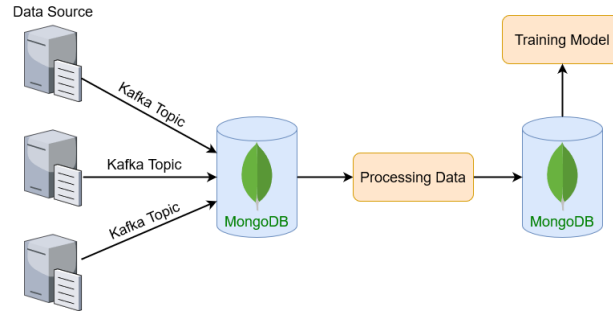 Data Source
Training Model
Kafka Topic
Kafka Topic
Processing Data
Kafka Topic
MongoDB
MongoDB